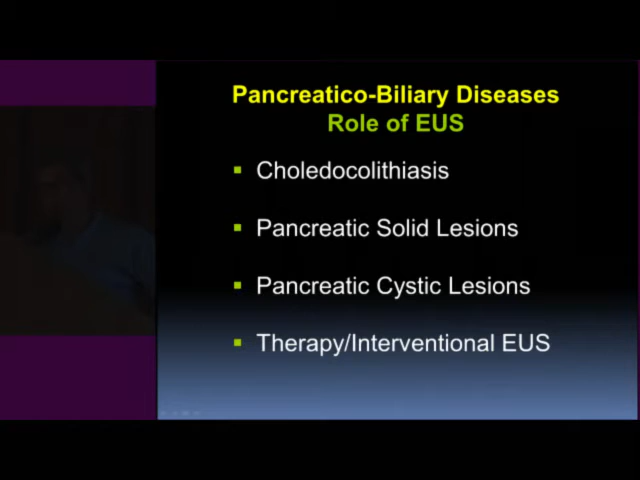 Pancreatico-Biliary Diseases
Role of EUS
Choledocolithiasis
Pancreatic Solid Lesions
Pancreatic Cystic Lesions
Therapy/Interventional EUS